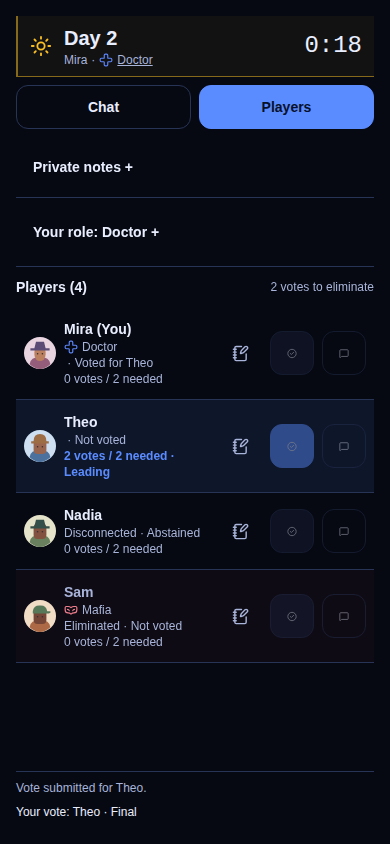 Day 2
Mira · Doctor
0:18
Chat
Players
Private notes +
Your role: Doctor +
Players (4)
2 votes to eliminate
Mira (You)
Doctor
· Voted for Theo
0 votes / 2 needed
Theo
· Not voted
2 votes / 2 needed ·
Leading
Nadia
Disconnected · Abstained
0 votes / 2 needed
Sam
Mafia
Eliminated · Not voted
0 votes / 2 needed
Vote submitted for Theo.
Your vote: Theo · Final